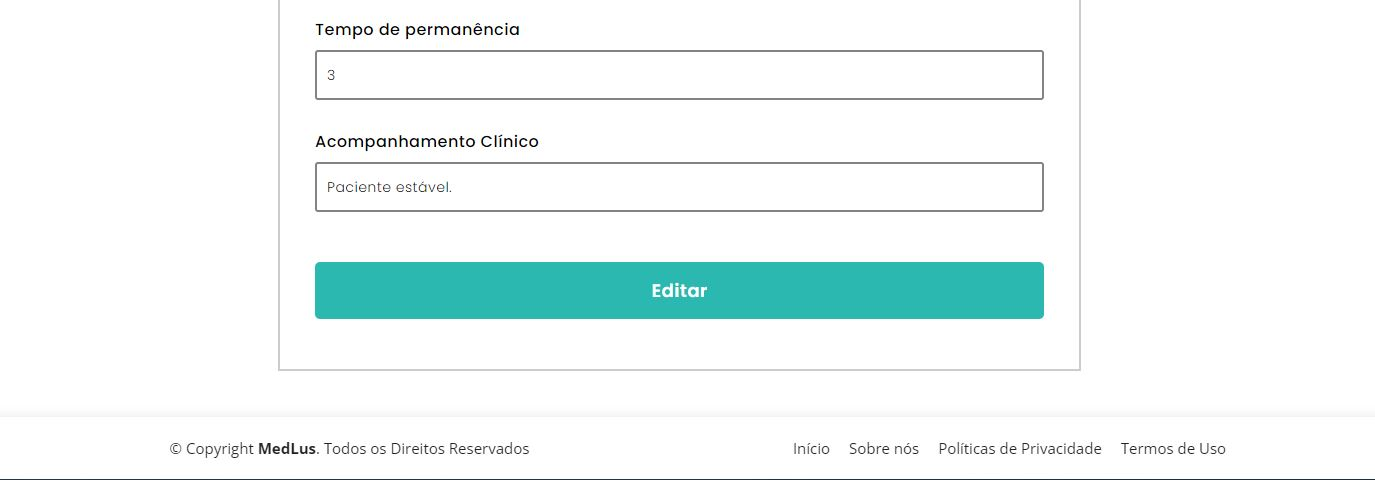 Tempo de permanência
3
Acompanhamento Clínico
Paciente estável.
Editar
© Copyright MedLus. Todos os Direitos Reservados
Início Sobre nós Políticas de Privacidade Termos de Uso